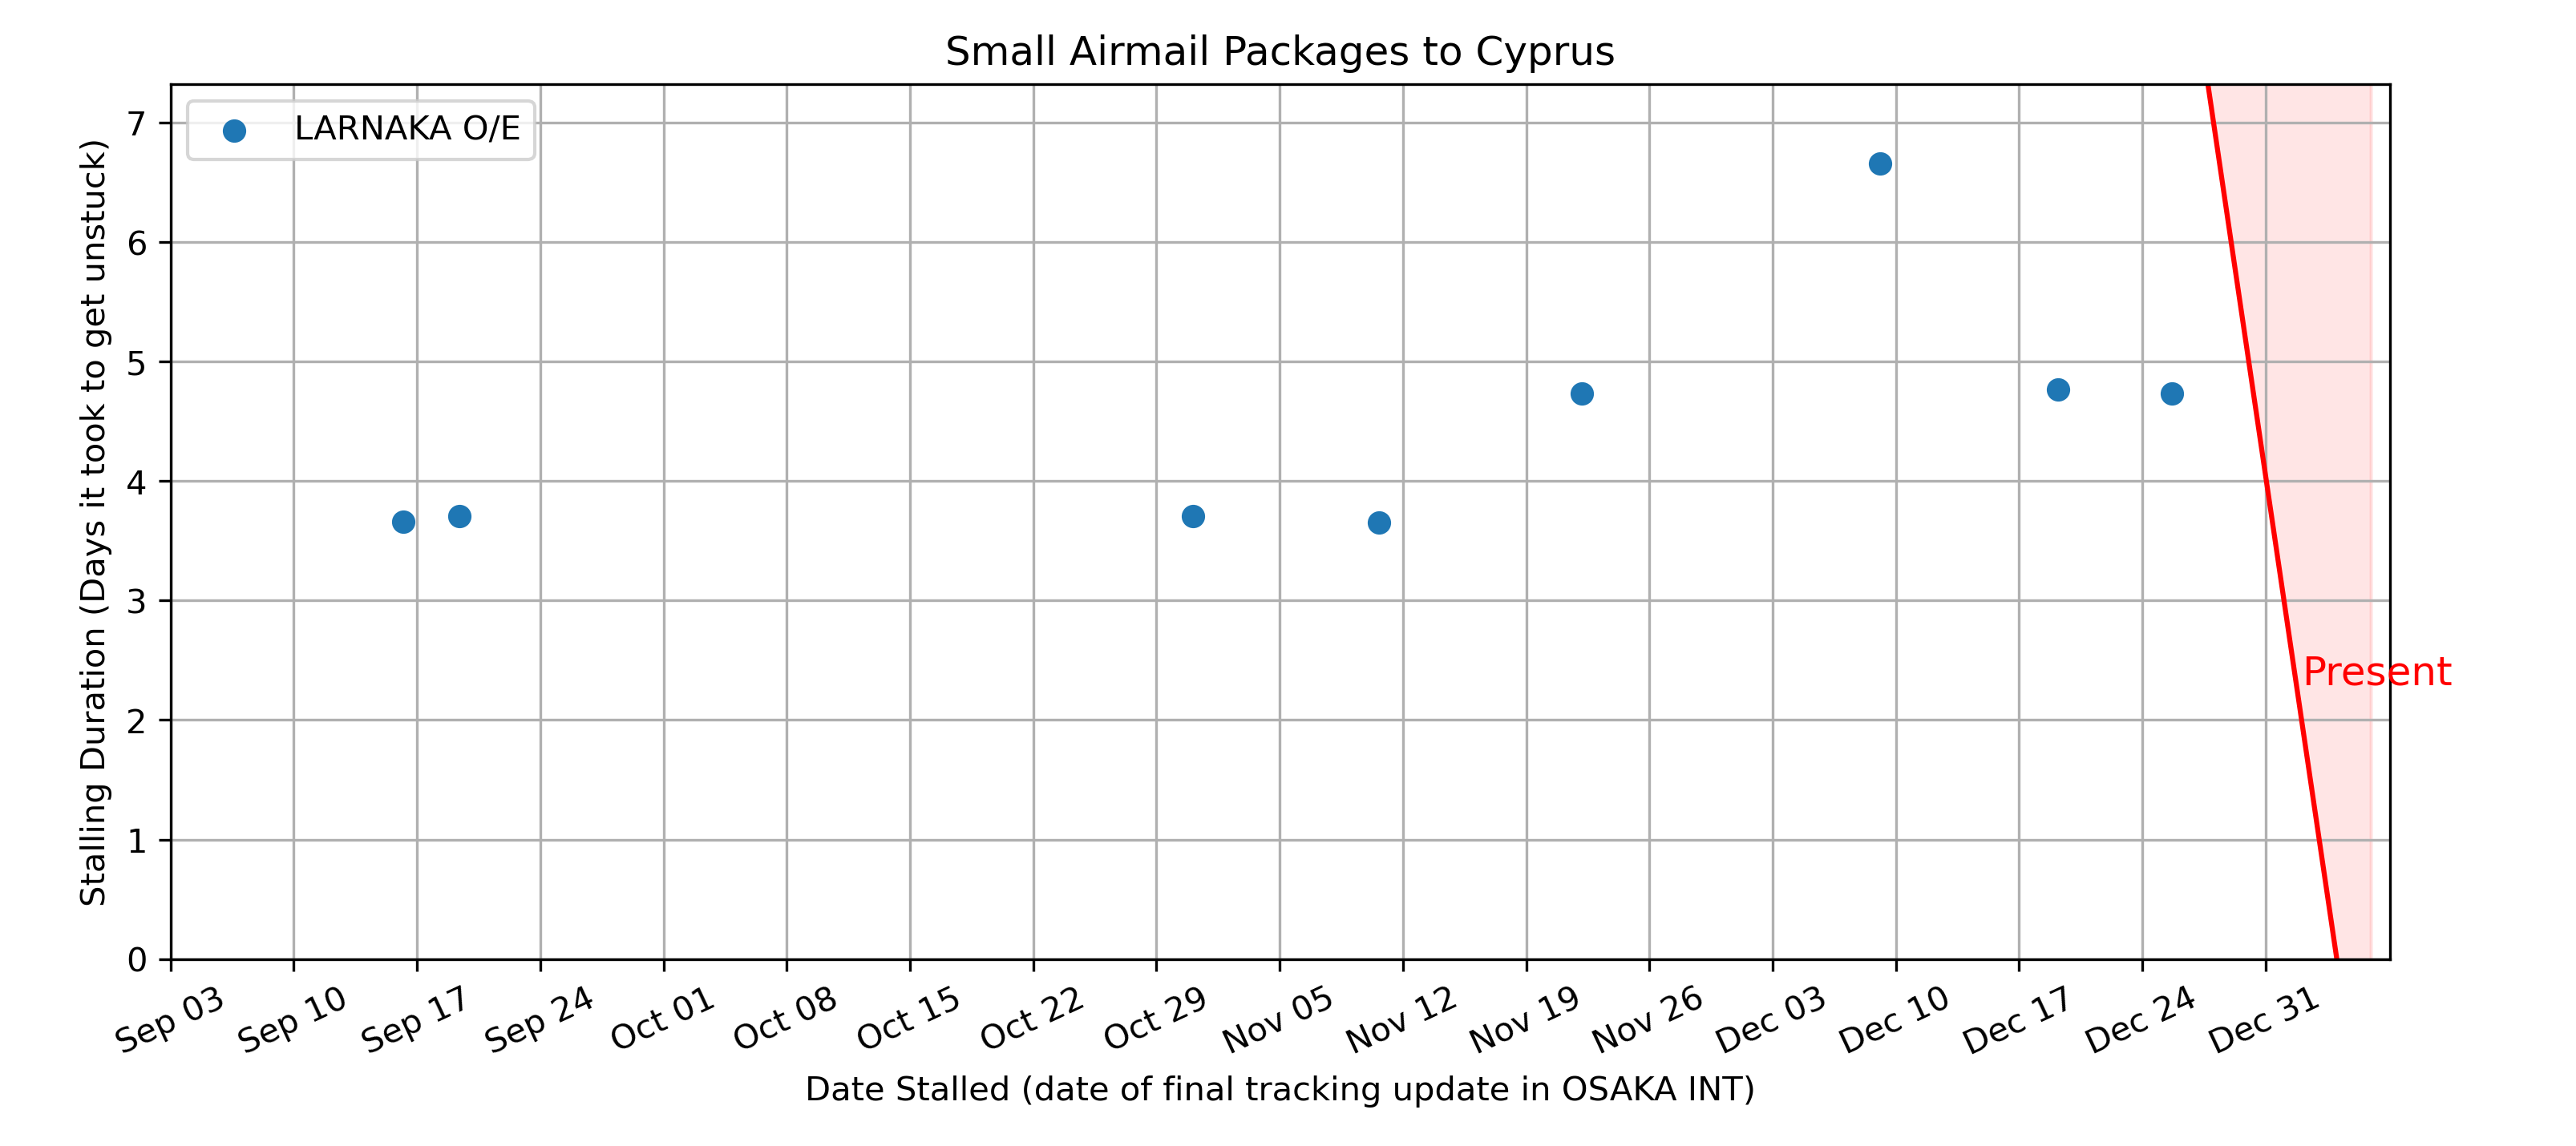 Small Airmail Packages to Cyprus
LARNAKA O/E
Stalling Duration (Days it took to get unstuck)
7
6
5
4
3
2
1
0
Present
Sep 03 Sep 10 Sep 17 Sep 24 Oct 01 Oct 08 Oct 15 Oct 22 Oct 29 Nov 05 Nov 12 Nov 19 Nov 26 Dec 03 Dec 10 Dec 17 Dec 24 Dec 31
Date Stalled (date of final tracking update in OSAKA INT)